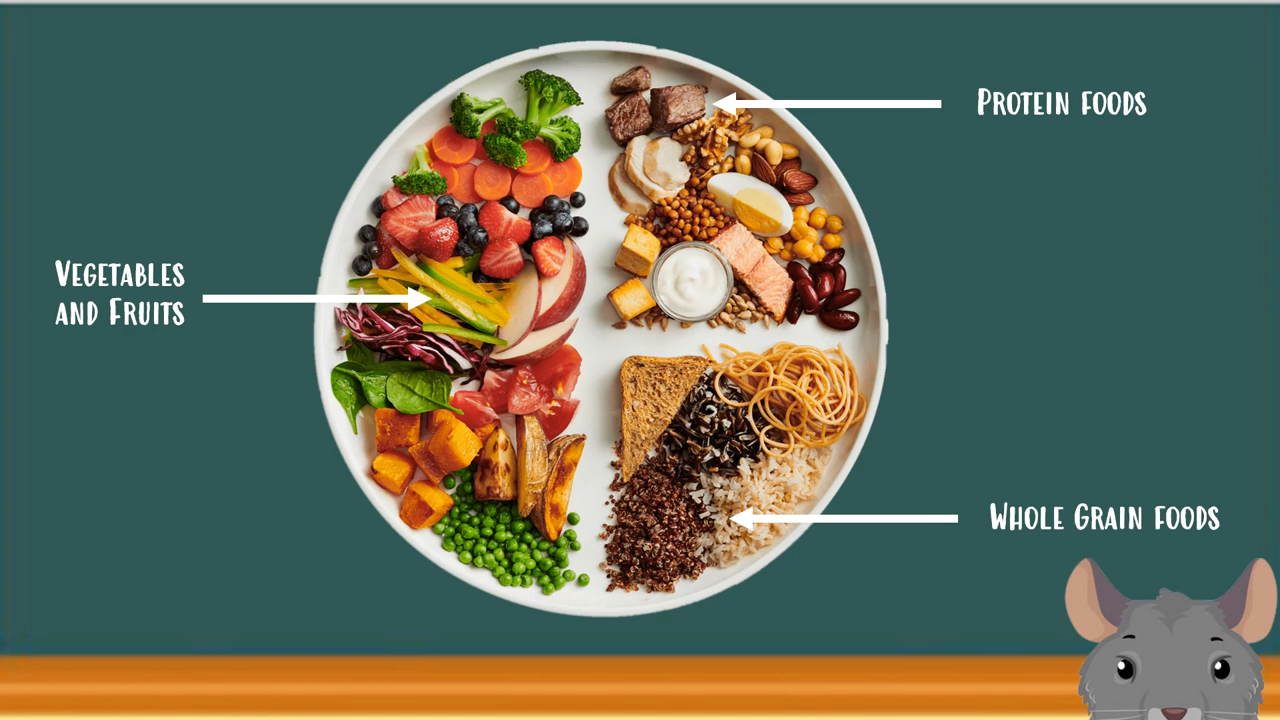 Protein foods
Vegetables
and Fruits
Whole Grain foods